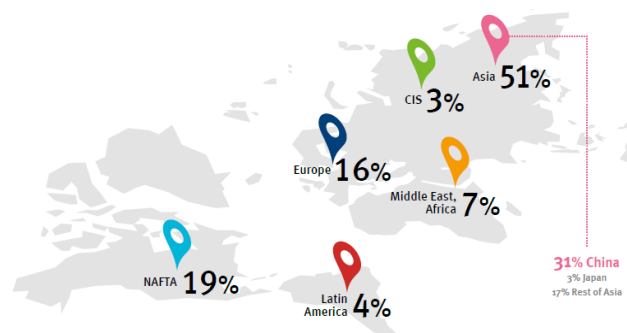 Asia 51%
CIS 3%
Europe 16%
Middle East,
Africa 7%
NAFTA 19%
Latin
America 4%
31% China
3% Japan
17% Rest of Asia